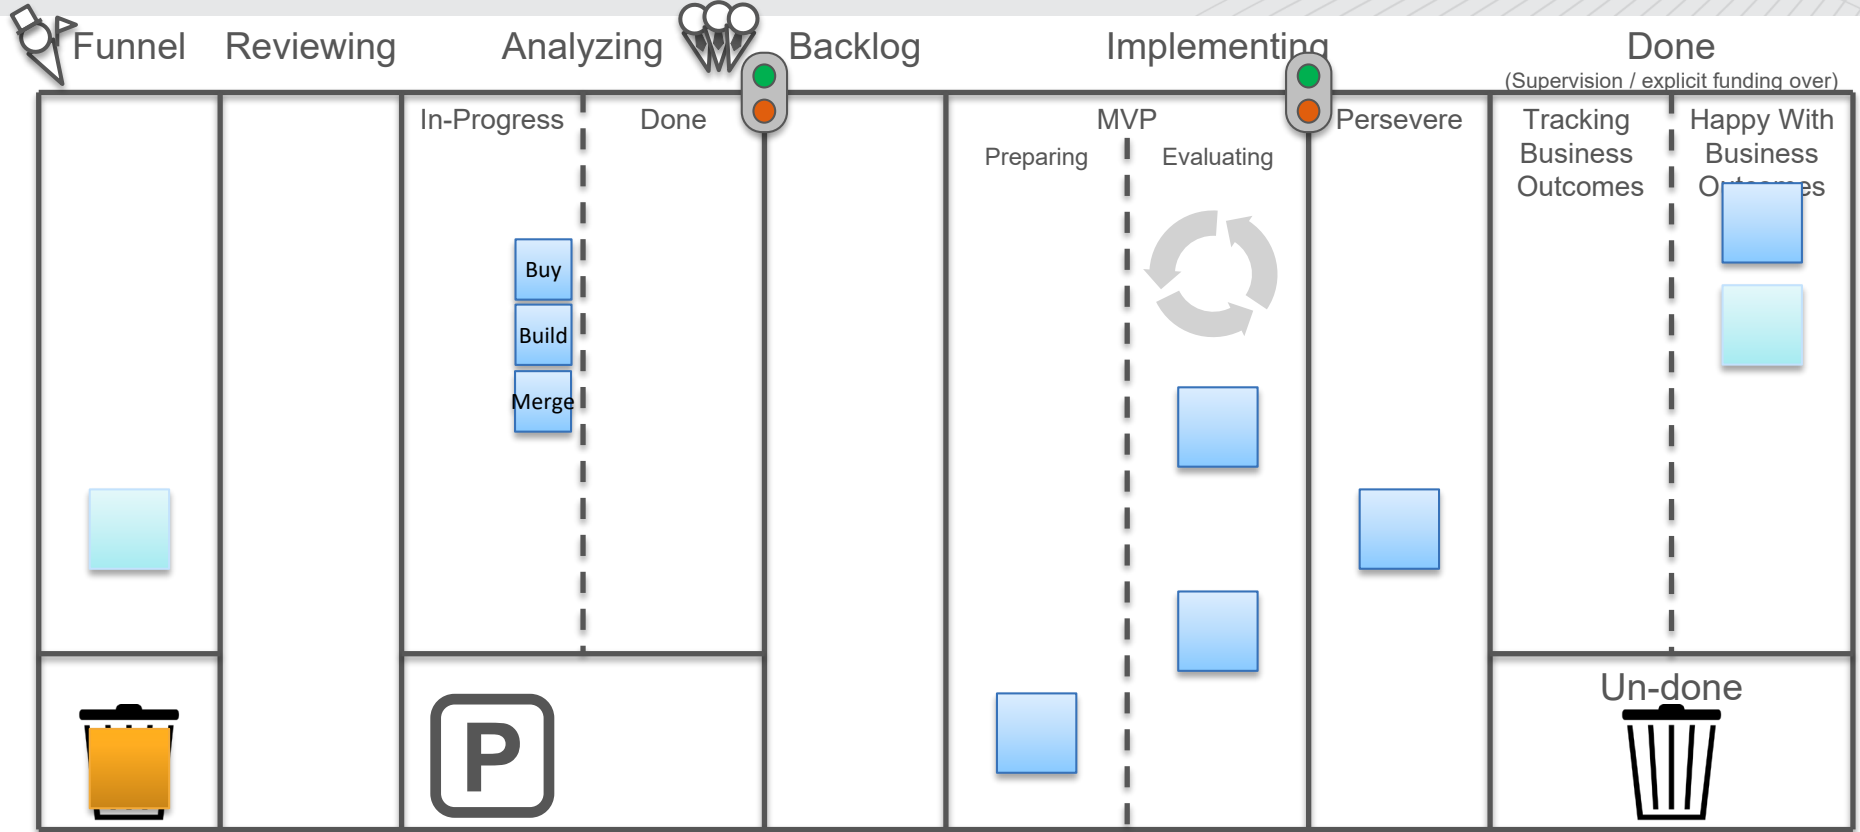 Funnel
Reviewing
Analyzing
Backlog
Implementing
Done
(Supervision / explicit funding over)
In-Progress
Done
MVP
Preparing
Evaluating
Persevere
Tracking
Business
Outcomes
Happy With
Business
Outcomes
Buy
Build
Merge
P
Un-done